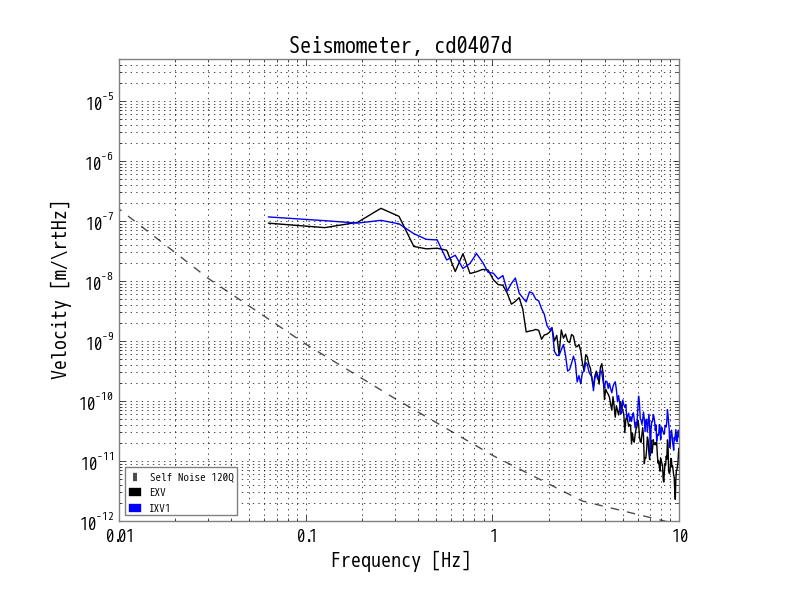 Seismometer, cd0407d
Velocity [m/\rtHz]
10^-5
10^-6
10^-7
10^-8
10^-9
10^-10
10^-11
10^-12
Self Noise 120Q
EXV
IXV1
0.01
0.1
1
10
Frequency [Hz]